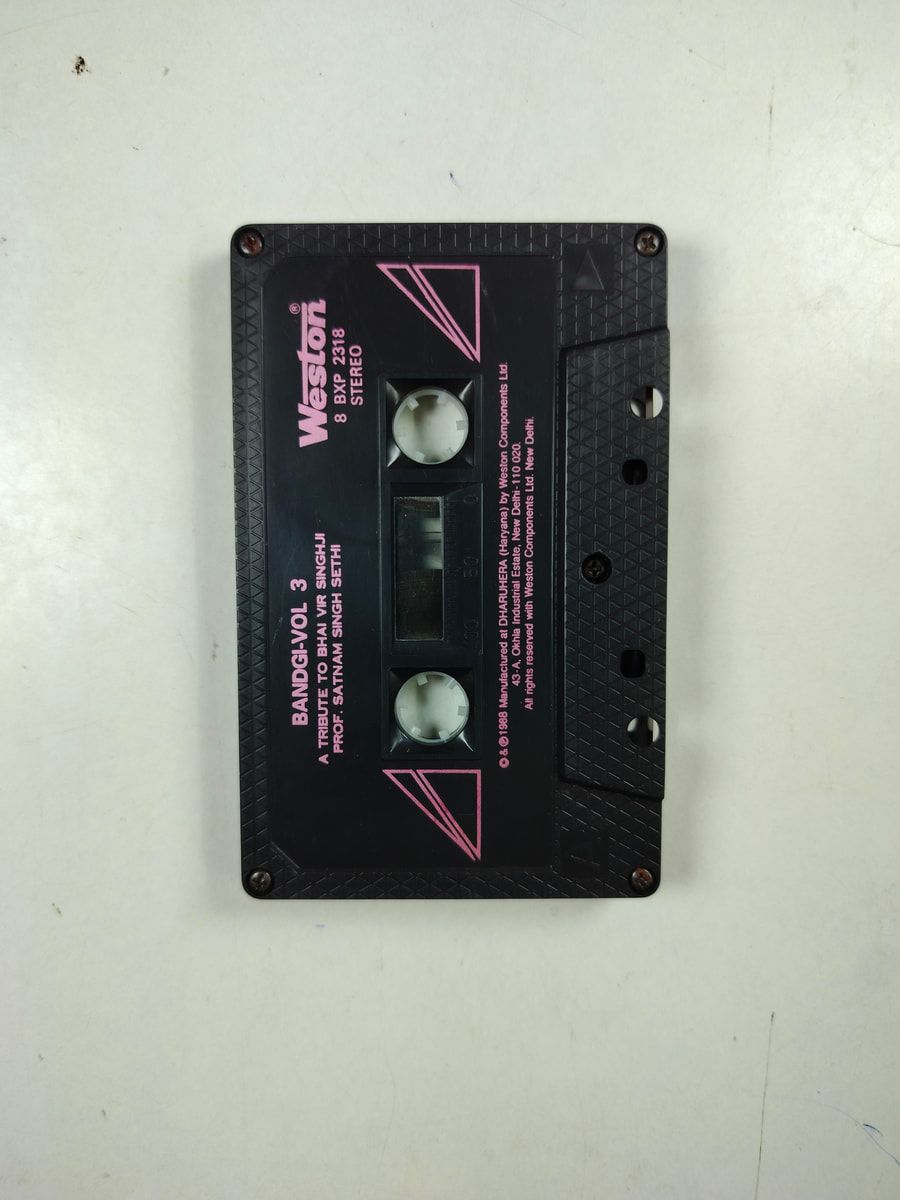 BANDGI-VOL 3
A TRIBUTE TO BHAI VIR SINGHJI
PROF. SATNAM SINGH SETHI
Weston®
8 BXP 2318
STEREO
© & ℗ 1988 Manufactured at DHARUHERA (Haryana) by Weston Components Ltd.
43-A, Okhla Industrial Estate, New Delhi-110 020.
All rights reserved with Weston Components Ltd. New Delhi.